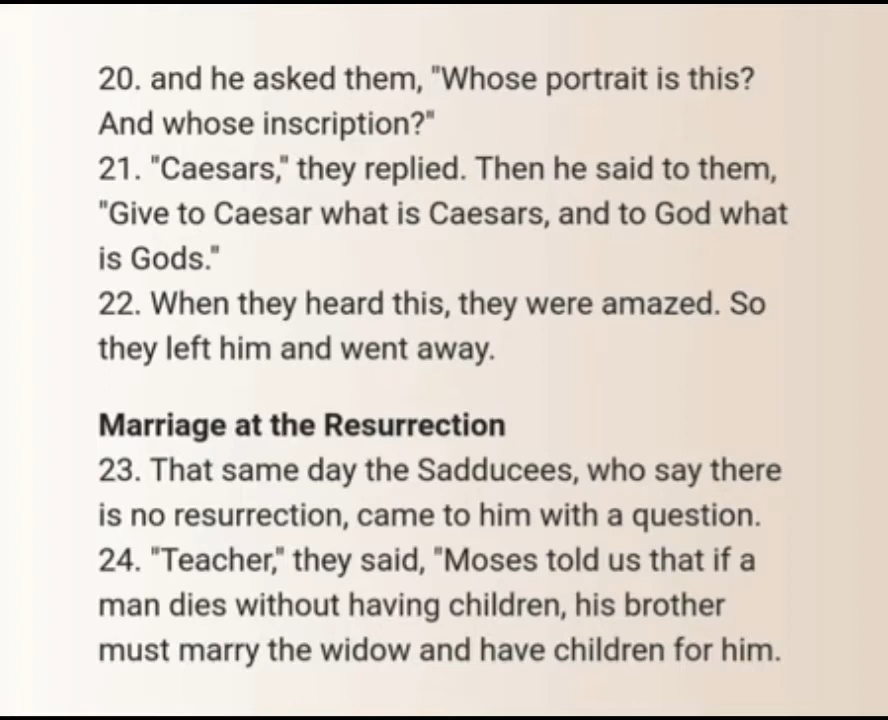 20. and he asked them, "Whose portrait is this?
And whose inscription?"
21. "Caesars," they replied. Then he said to them,
"Give to Caesar what is Caesars, and to God what
is Gods."
22. When they heard this, they were amazed. So
they left him and went away.
Marriage at the Resurrection
23. That same day the Sadducees, who say there
is no resurrection, came to him with a question.
24. "Teacher," they said, "Moses told us that if a
man dies without having children, his brother
must marry the widow and have children for him.